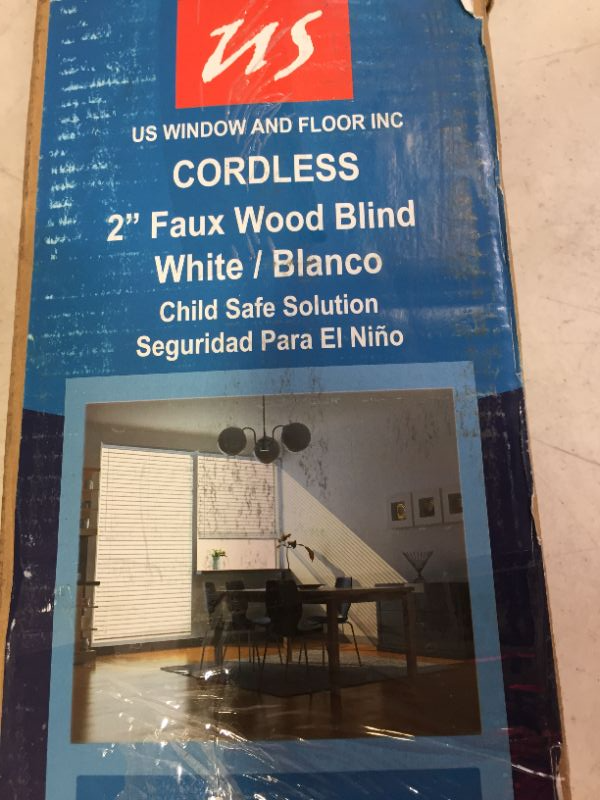 US
US WINDOW AND FLOOR INC
CORDLESS
2” Faux Wood Blind
White / Blanco
Child Safe Solution
Seguridad Para El Niño